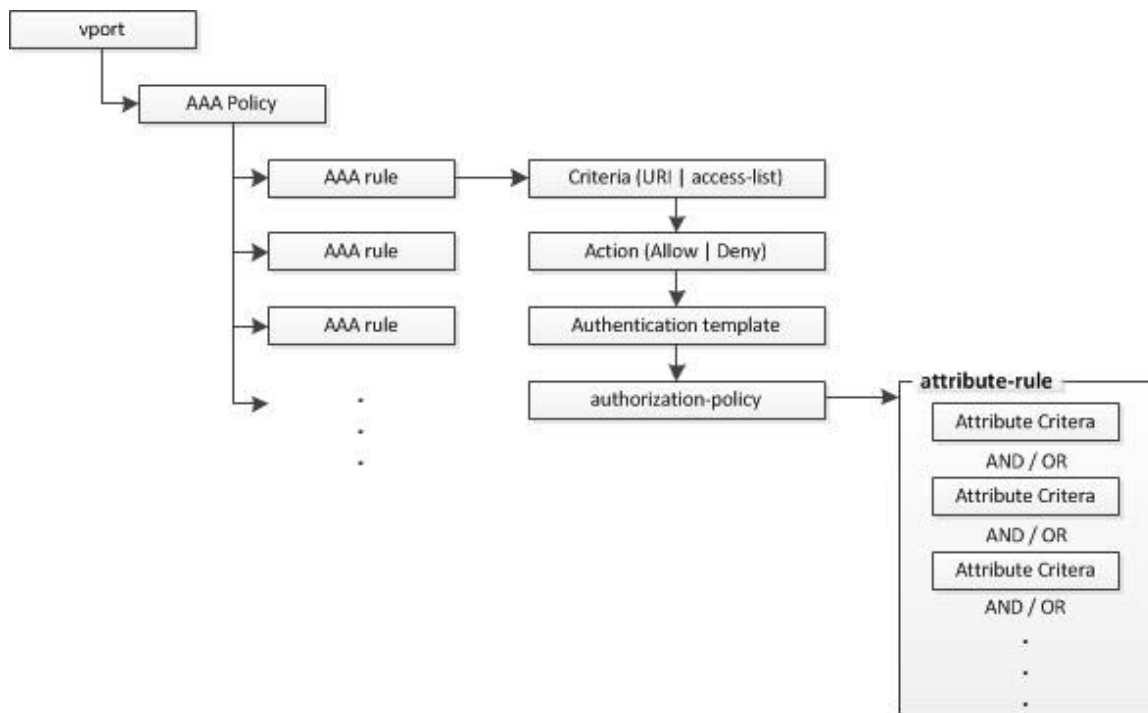 vport
AAA Policy
AAA rule
Criteria (URI | access-list)
AAA rule
Action (Allow | Deny)
AAA rule
Authentication template
authorization-policy
attribute-rule
Attribute Critera
AND / OR
Attribute Critera
AND / OR
Attribute Critera
AND / OR